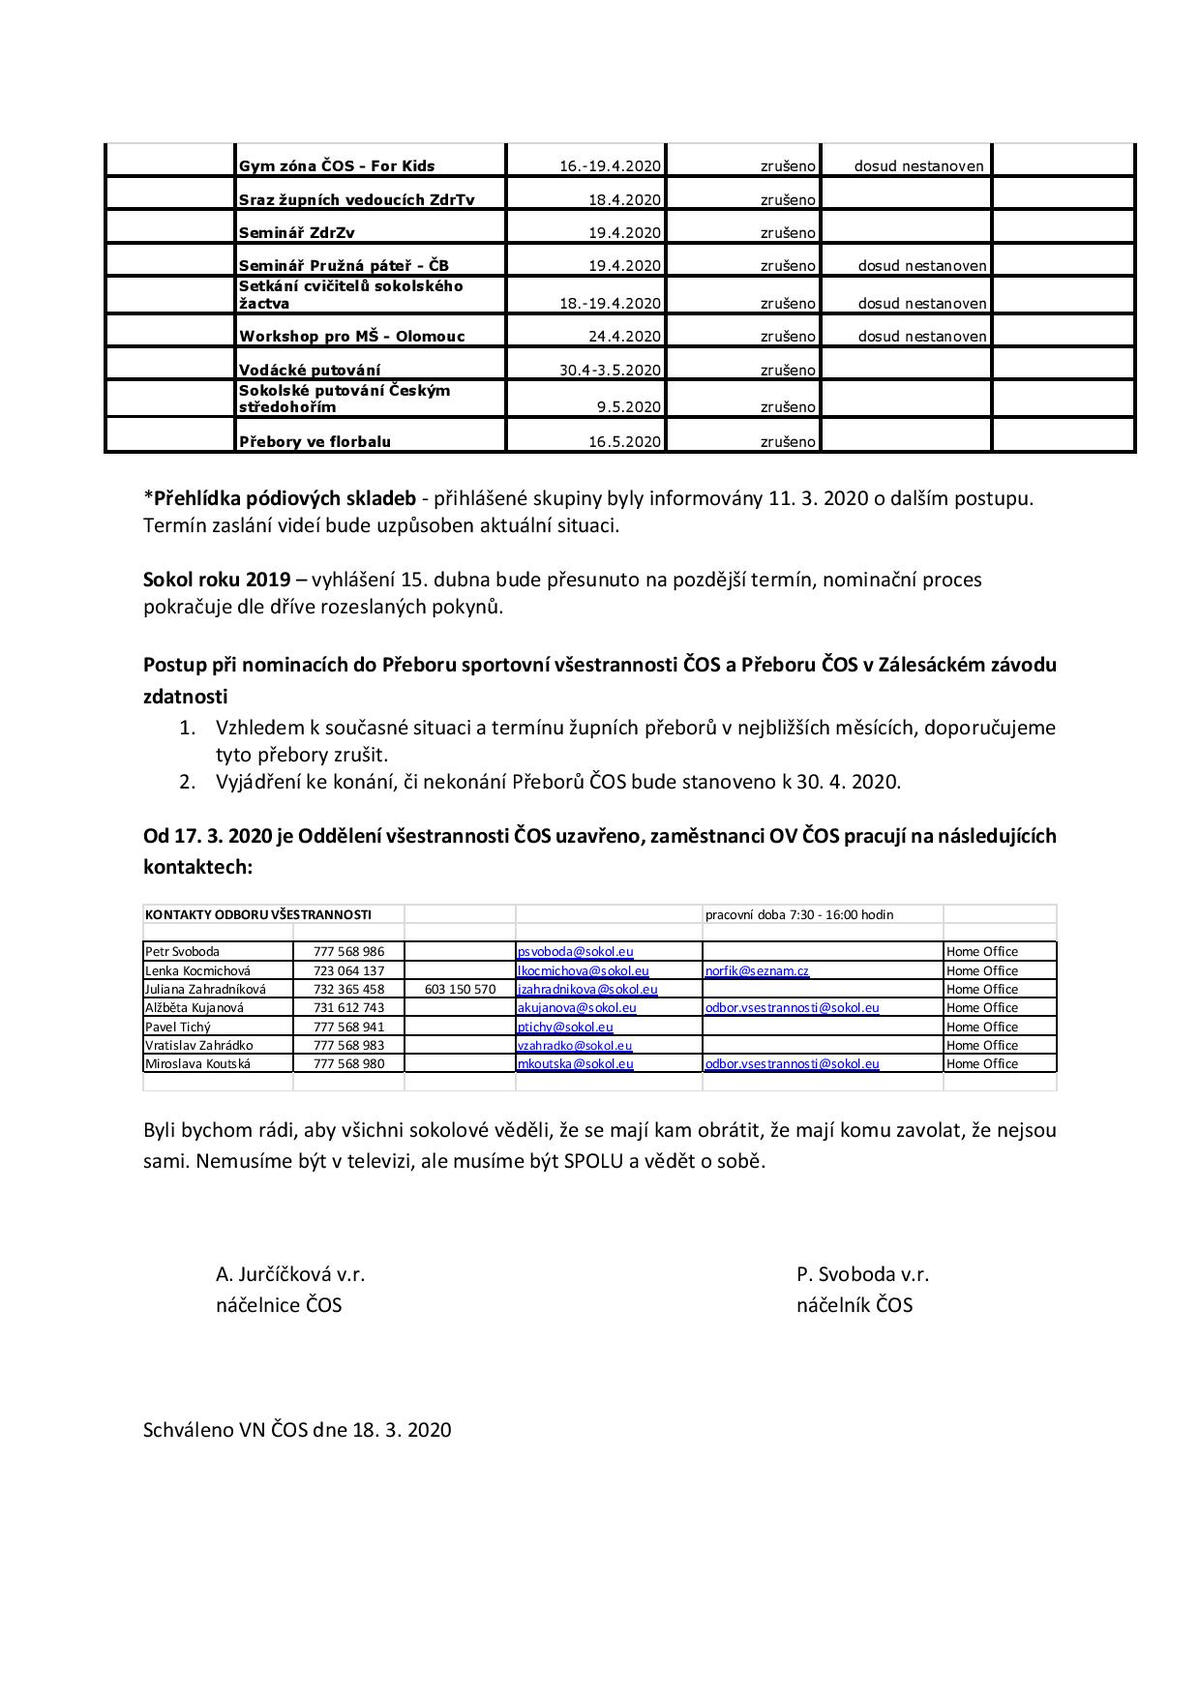 Gym zóna ČOS - For Kids 16.-19.4.2020 zrušeno dosud nestanoven
Sraz župních vedoucích ZdrTv 18.4.2020 zrušeno
Seminář ZdrZv 19.4.2020 zrušeno
Seminář Pružná páteř - ČB 19.4.2020 zrušeno dosud nestanoven
Setkání cvičitelů sokolského
žactva 18.-19.4.2020 zrušeno dosud nestanoven
Workshop pro MŠ - Olomouc 24.4.2020 zrušeno dosud nestanoven
Vodácké putování 30.4-3.5.2020 zrušeno
Sokolské putování Českým
středohořím 9.5.2020 zrušeno
Přebory ve florbalu 16.5.2020 zrušeno
*Přehlídka pódiových skladeb - přihlášené skupiny byly informovány 11. 3. 2020 o dalším postupu.
Termín zaslání videí bude uzpůsoben aktuální situaci.
Sokol roku 2019 – vyhlášení 15. dubna bude přesunuto na pozdější termín, nominační proces
pokračuje dle dříve rozeslaných pokynů.
Postup při nominacích do Přeboru sportovní všestrannosti ČOS a Přeboru ČOS v Zálesáckém závodu
zdatnosti
1. Vzhledem k současné situaci a termínu župních přeborů v nejbližších měsících, doporučujeme
tyto přebory zrušit.
2. Vyjádření ke konání, či nekonání Přeborů ČOS bude stanoveno k 30. 4. 2020.
Od 17. 3. 2020 je Oddělení všestrannosti ČOS uzavřeno, zaměstnanci OV ČOS pracují na následujících
kontaktech:
KONTAKTY ODBORU VŠESTRANNOSTI pracovní doba 7:30 - 16:00 hodin
Petr Svoboda 777 568 986 psvoboda@sokol.eu Home Office
Lenka Kocmichová 723 064 137 lkocmichova@sokol.eu norfik@seznam.cz Home Office
Juliana Zahradníková 732 365 458 603 150 570 jzahradnikova@sokol.eu Home Office
Alžběta Kujanová 731 612 743 akujanova@sokol.eu odbor.vsestrannosti@sokol.eu Home Office
Pavel Tichý 777 568 941 ptichy@sokol.eu Home Office
Vratislav Zahrádko 777 568 983 vzahradko@sokol.eu Home Office
Miroslava Koutská 777 568 980 mkoutska@sokol.eu odbor.vsestrannosti@sokol.eu Home Office
Byli bychom rádi, aby všichni sokolové věděli, že se mají kam obrátit, že mají komu zavolat, že nejsou
sami. Nemusíme být v televizi, ale musíme být SPOLU a vědět o sobě.
A. Jurčíčková v.r. P. Svoboda v.r.
náčelnice ČOS náčelník ČOS
Schváleno VN ČOS dne 18. 3. 2020